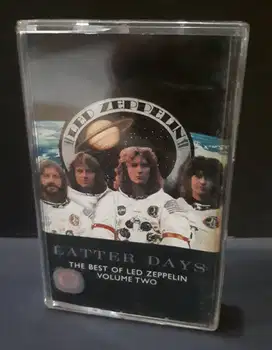 LED ZEPPELIN
LATTER DAYS
THE BEST OF LED ZEPPELIN
VOLUME TWO